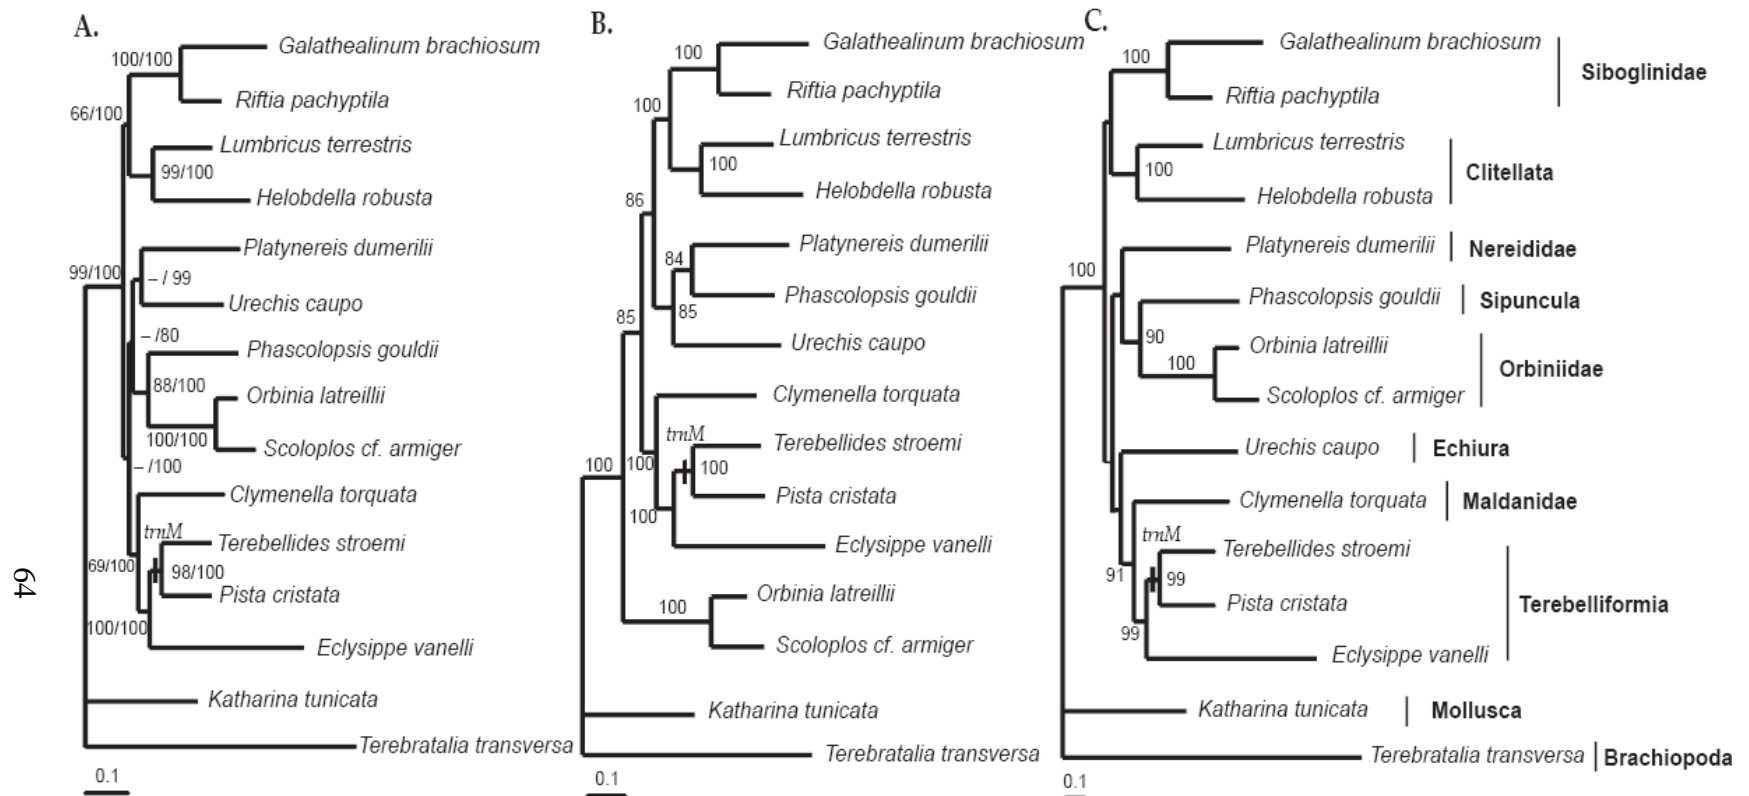 A.
100/100
Galathealinum brachiosum
Riftia pachyptila
66/100
Lumbricus terrestris
99/100
Helobdella robusta
Platynereis dumerilii
99/100
– / 99
Urechis caupo
– /80
Phascolopsis gouldii
88/100
Orbinia latreillii
100/100
Scoloplos cf. armiger
– /100
Clymenella torquata
trnM
Terebellides stroemi
69/100
98/100
Pista cristata
100/100
Eclysippe vanelli
Katharina tunicata
Terebratalia transversa
0.1
B.
100
Galathealinum brachiosum
Riftia pachyptila
100
Lumbricus terrestris
100
Helobdella robusta
86
Platynereis dumerilii
84
Phascolopsis gouldii
85
85
Urechis caupo
Clymenella torquata
trnM
Terebellides stroemi
100
100
100
Pista cristata
100
Eclysippe vanelli
Orbinia latreillii
100
Scoloplos cf. armiger
Katharina tunicata
Terebratalia transversa
0.1
C.
100
Galathealinum brachiosum
Siboglinidae
Riftia pachyptila
Lumbricus terrestris
100
Clitellata
Helobdella robusta
Platynereis dumerilii
Nereididae
100
Phascolopsis gouldii
Sipuncula
90
Orbinia latreillii
100
Orbiniidae
Scoloplos cf. armiger
Urechis caupo
Echiura
Clymenella torquata
Maldanidae
trnM
Terebellides stroemi
91
99
Pista cristata
Terebelliformia
99
Eclysippe vanelli
Katharina tunicata
Mollusca
Terebratalia transversa
Brachiopoda
0.1
64